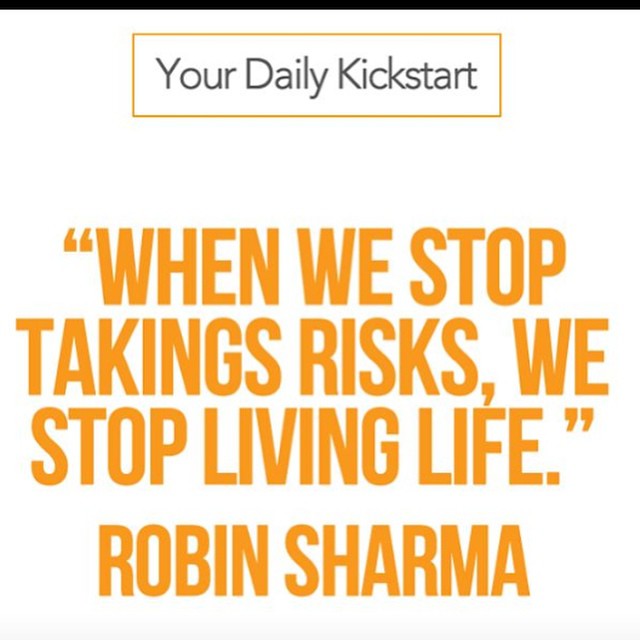 Your Daily Kickstart
“WHEN WE STOP
TAKINGS RISKS, WE
STOP LIVING LIFE.”
ROBIN SHARMA